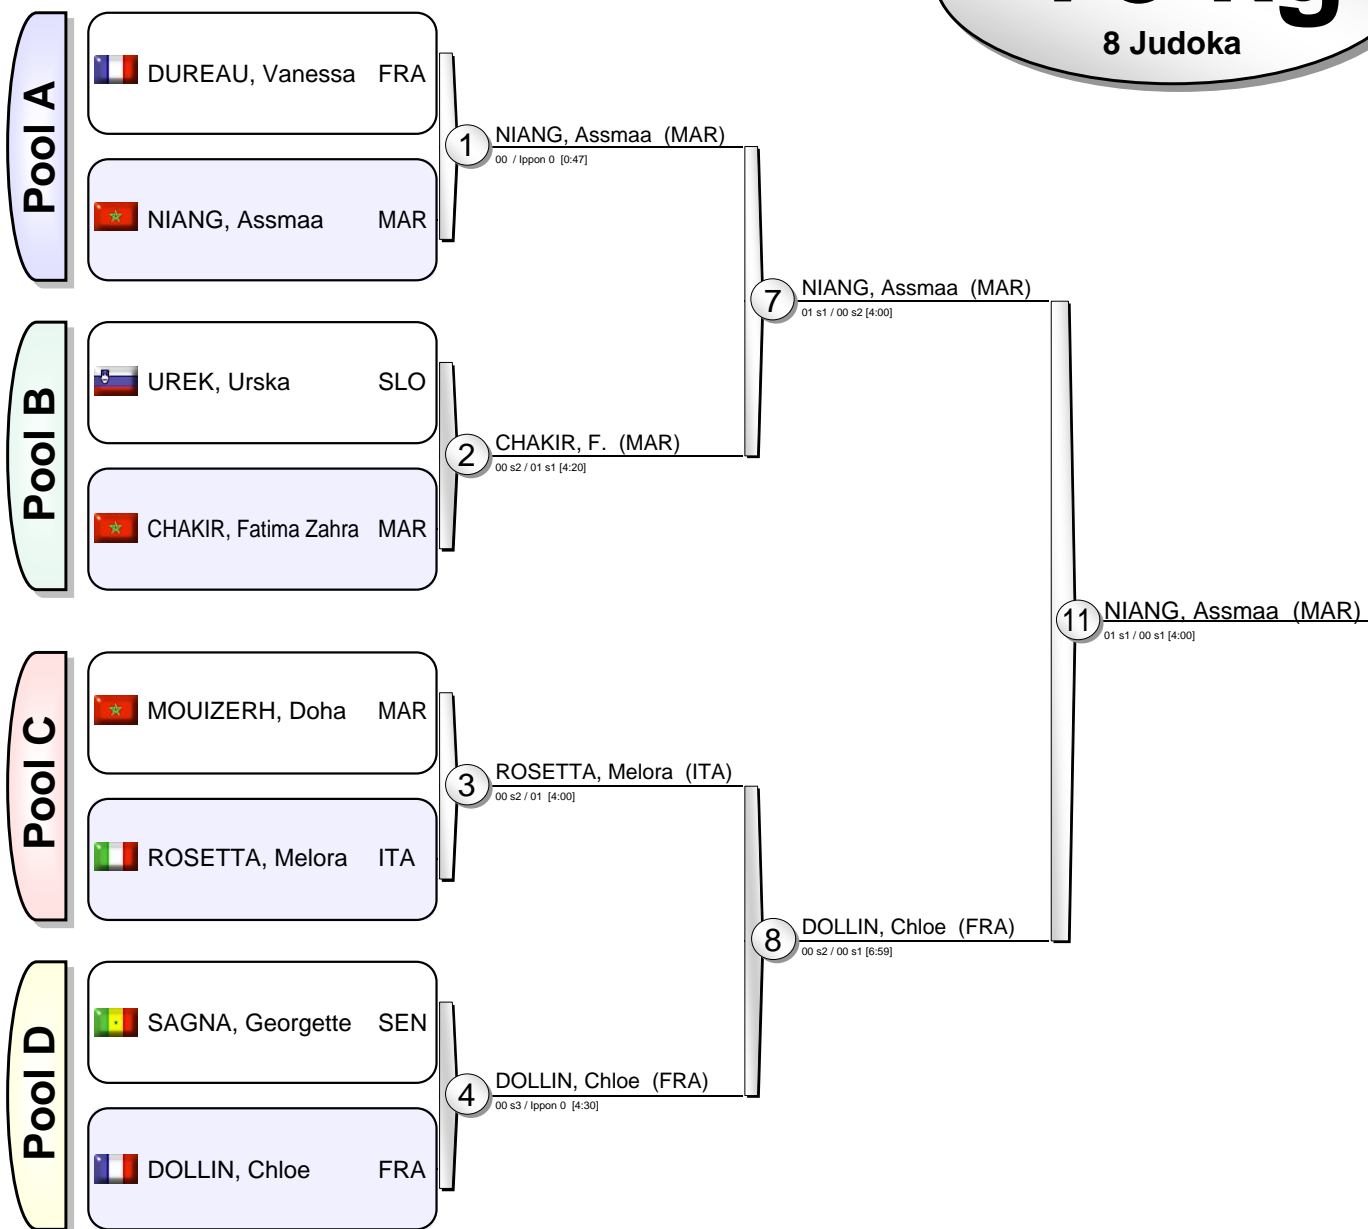 8 Judoka
Pool A
DUREAU, Vanessa FRA
NIANG, Assmaa MAR
1
NIANG, Assmaa (MAR)
00 / Ippon 0 [0:47]
7
NIANG, Assmaa (MAR)
01 s1 / 00 s2 [4:00]
Pool B
UREK, Urska SLO
CHAKIR, Fatima Zahra MAR
2
CHAKIR, F. (MAR)
00 s2 / 01 s1 [4:20]
11
NIANG, Assmaa (MAR)
01 s1 / 00 s1 [4:00]
Pool C
MOUIZERH, Doha MAR
ROSETTA, Melora ITA
3
ROSETTA, Melora (ITA)
00 s2 / 01 [4:00]
8
DOLLIN, Chloe (FRA)
00 s2 / 00 s1 [6:59]
Pool D
SAGNA, Georgette SEN
DOLLIN, Chloe FRA
4
DOLLIN, Chloe (FRA)
00 s3 / Ippon 0 [4:30]